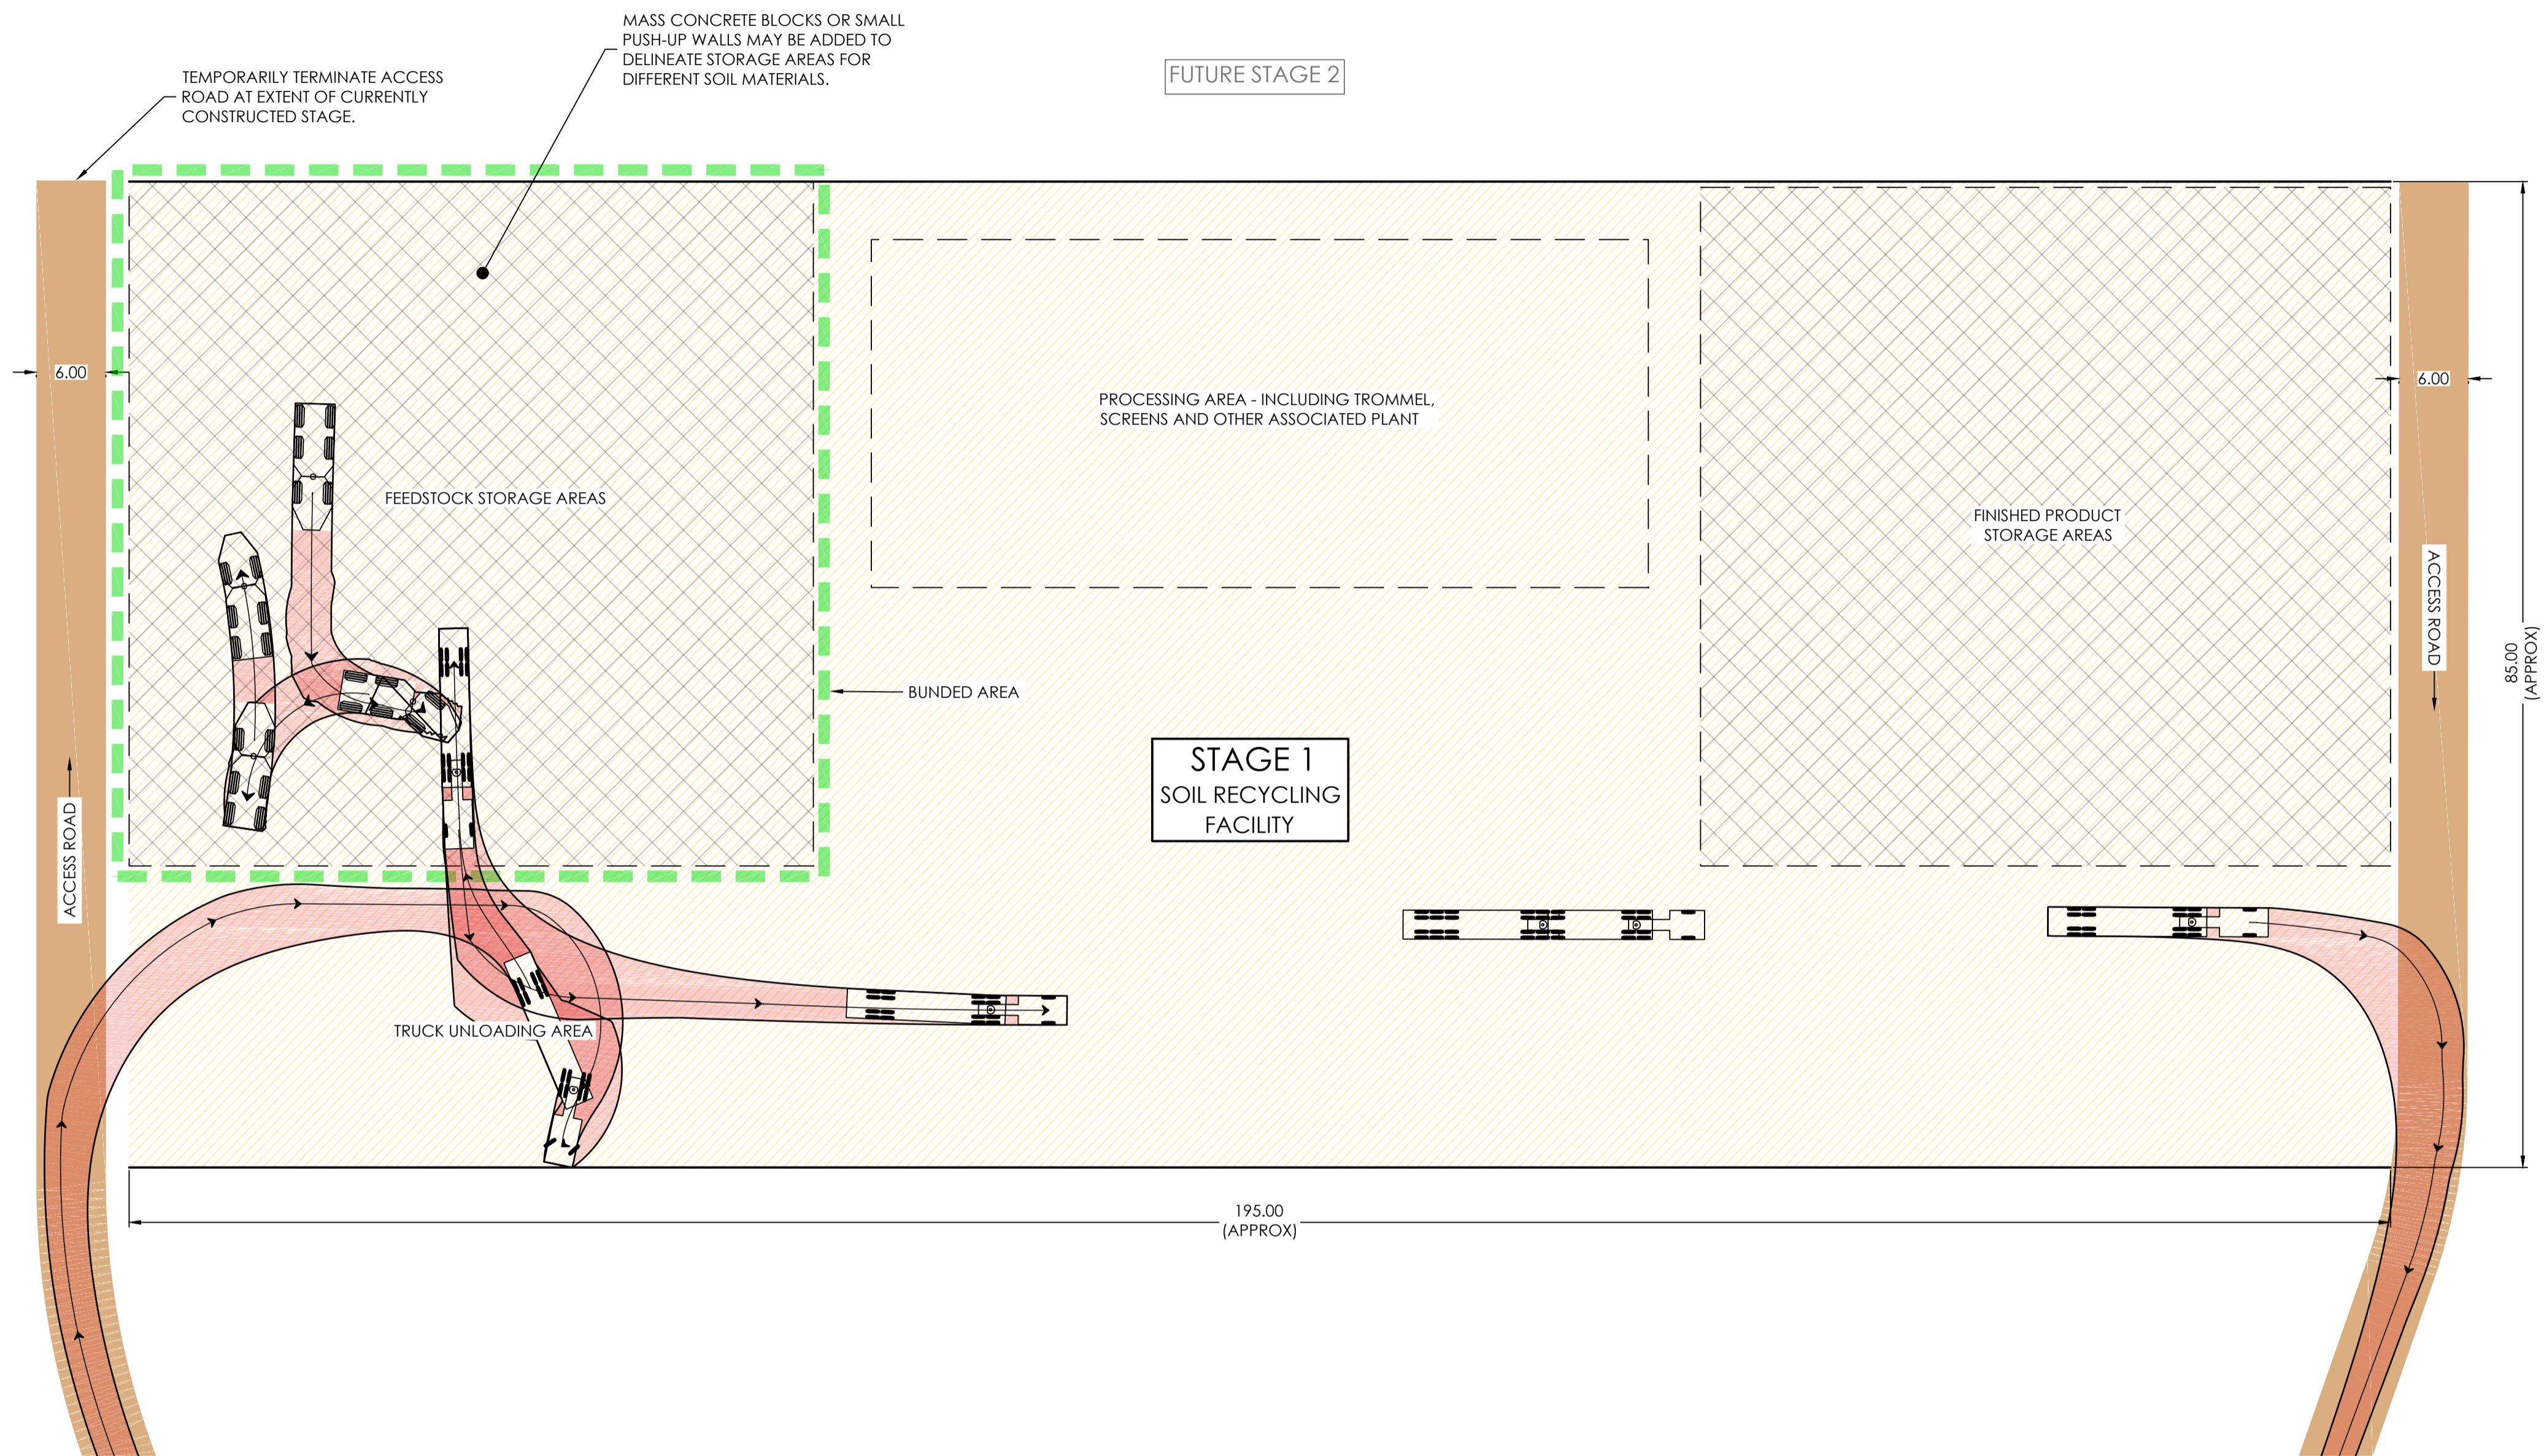 MASS CONCRETE BLOCKS OR SMALL
PUSH-UP WALLS MAY BE ADDED TO
DELINEATE STORAGE AREAS FOR
DIFFERENT SOIL MATERIALS.
FUTURE STAGE 2
TEMPORARILY TERMINATE ACCESS
ROAD AT EXTENT OF CURRENTLY
CONSTRUCTED STAGE.
6.00
6.00
PROCESSING AREA - INCLUDING TROMMEL,
SCREENS AND OTHER ASSOCIATED PLANT
FEEDSTOCK STORAGE AREAS
FINISHED PRODUCT
STORAGE AREAS
ACCESS ROAD
85.00
(APPROX)
BUNDED AREA
STAGE 1
SOIL RECYCLING
FACILITY
ACCESS ROAD
TRUCK UNLOADING AREA
195.00
(APPROX)